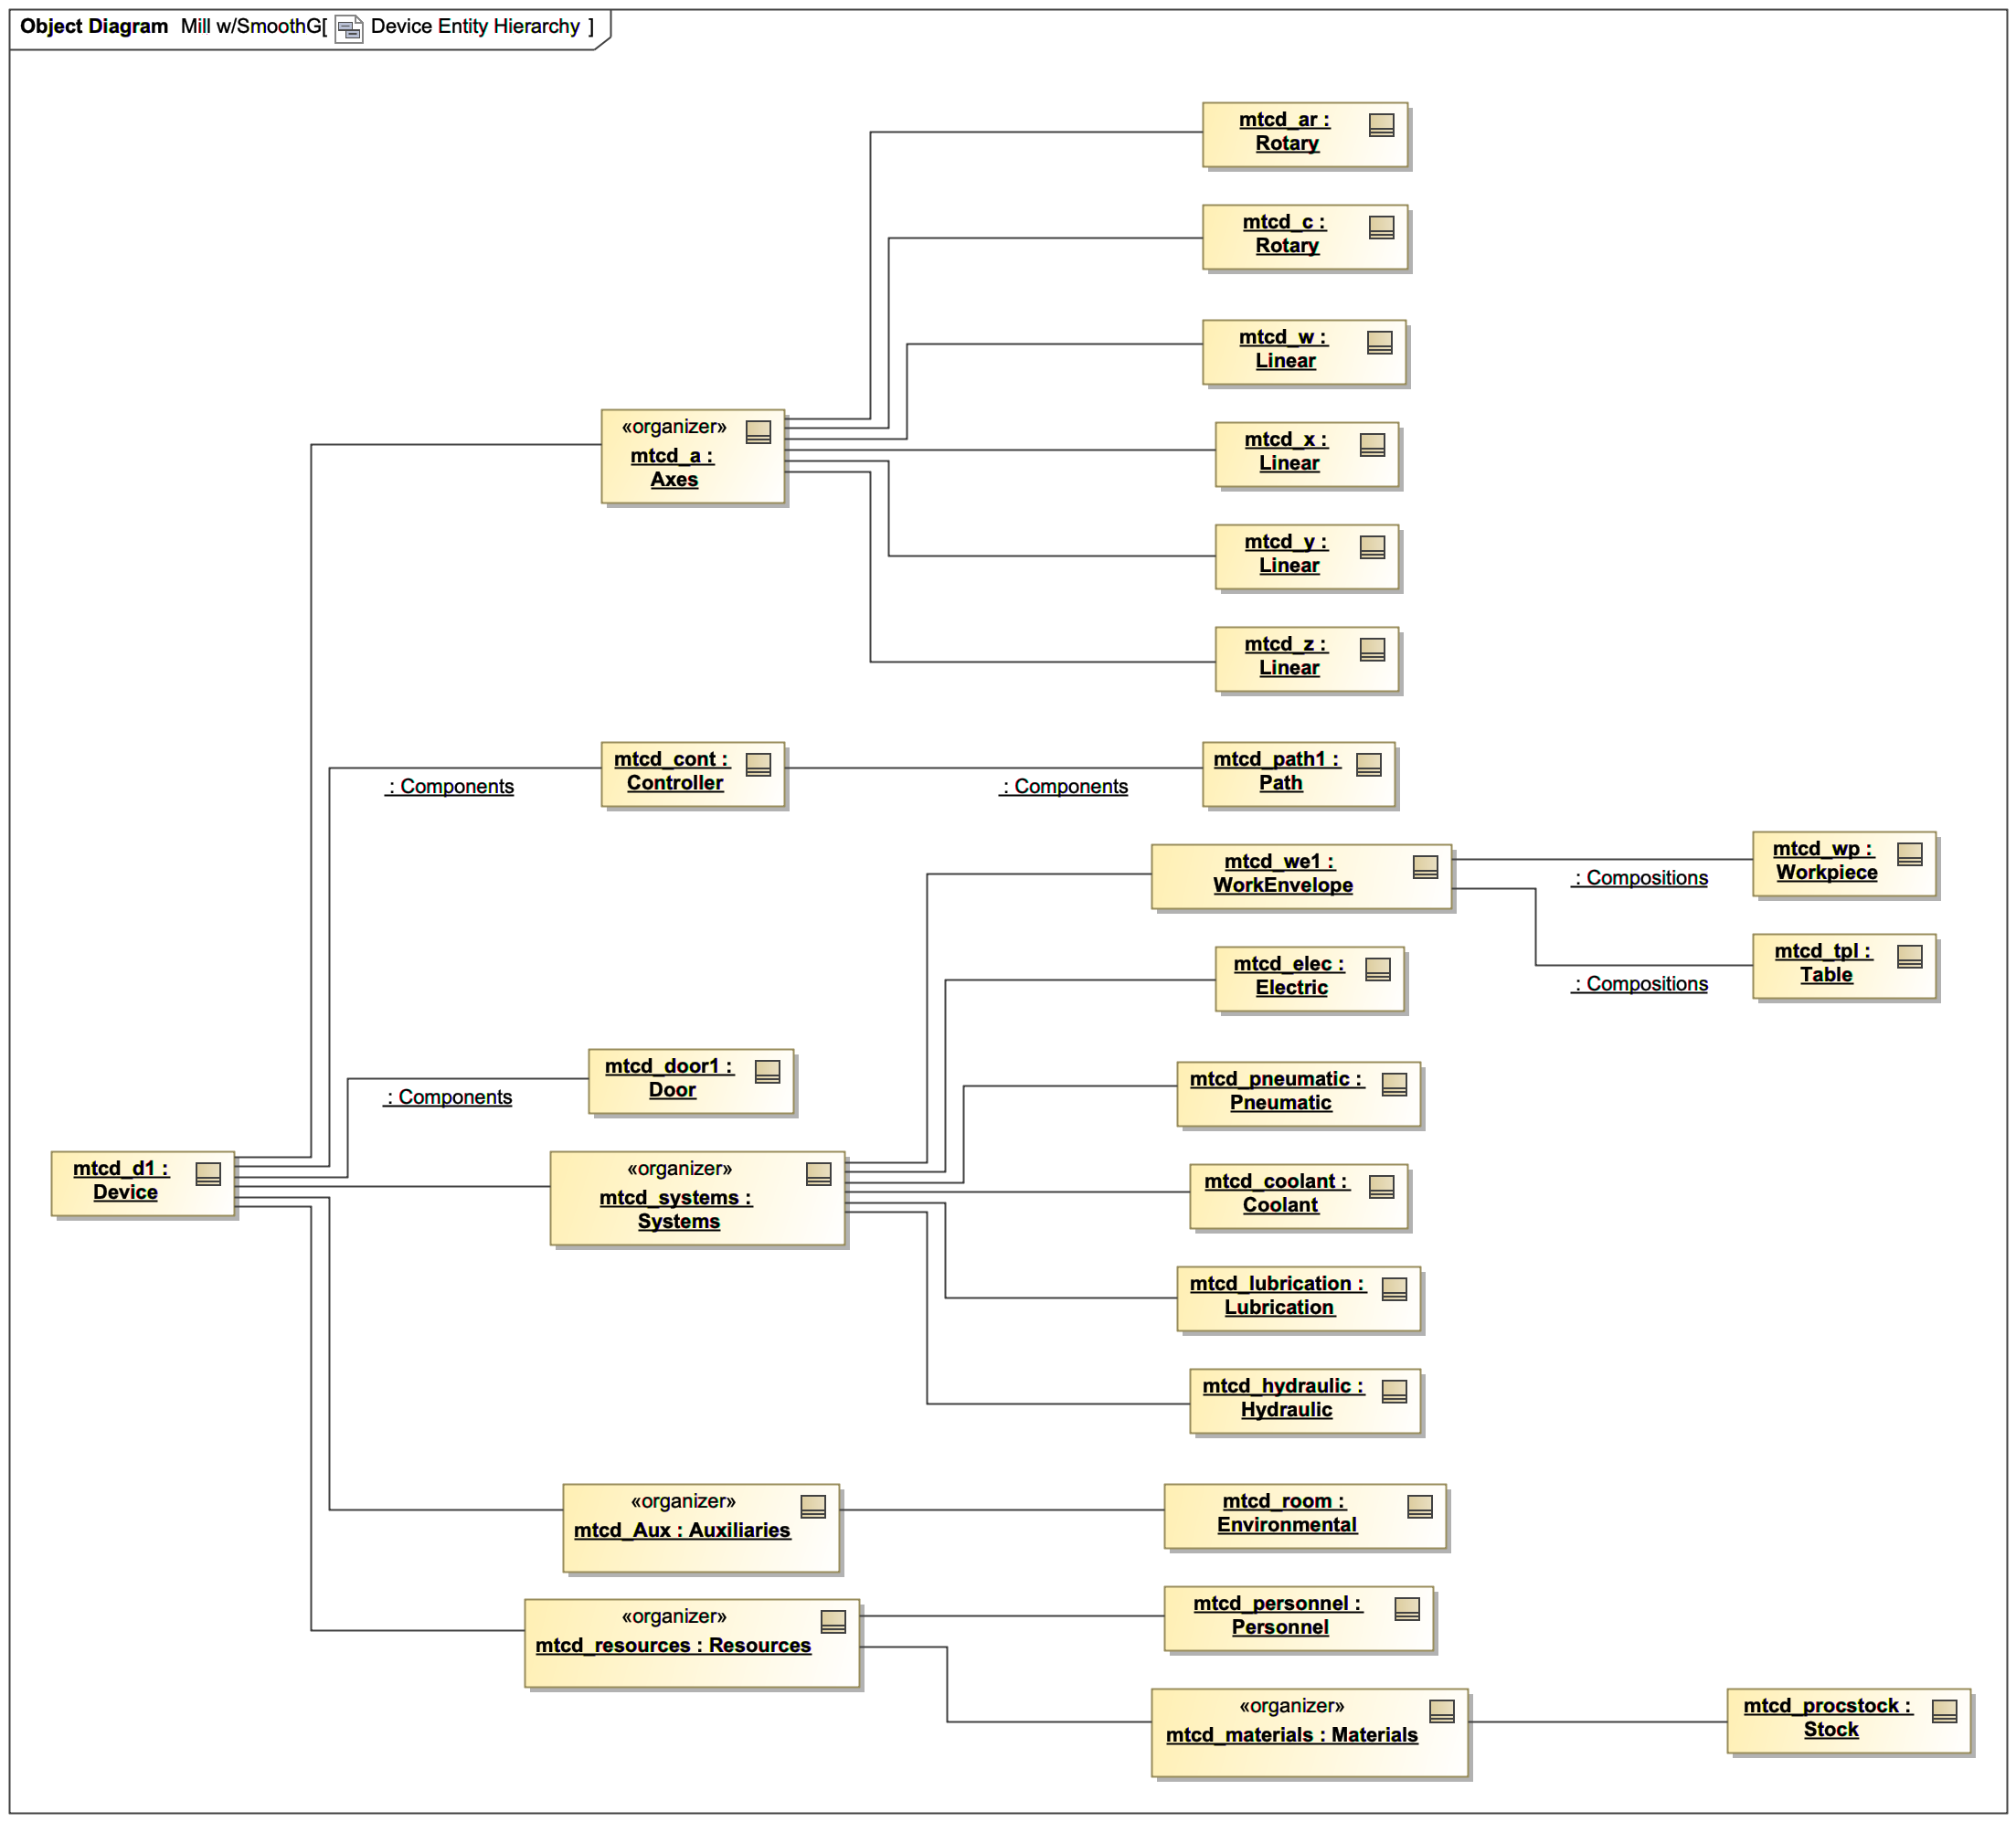 Object Diagram Mill w/SmoothG[ Device Entity Hierarchy ]
mtcd_ar :
Rotary
mtcd_c :
Rotary
mtcd_w :
Linear
«organizer»
mtcd_a :
Axes
mtcd_x :
Linear
mtcd_y :
Linear
mtcd_z :
Linear
mtcd_cont :
Controller
: Components
mtcd_path1 :
Path
: Components
mtcd_we1 :
WorkEnvelope
mtcd_wp :
Workpiece
: Compositions
mtcd_tpl :
Table
: Compositions
mtcd_elec :
Electric
mtcd_door1 :
Door
: Components
mtcd_pneumatic :
Pneumatic
mtcd_d1 :
Device
«organizer»
mtcd_systems :
Systems
mtcd_coolant :
Coolant
mtcd_lubrication :
Lubrication
mtcd_hydraulic :
Hydraulic
«organizer»
mtcd_Aux : Auxiliaries
mtcd_room :
Environmental
«organizer»
mtcd_resources : Resources
mtcd_personnel :
Personnel
«organizer»
mtcd_materials : Materials
mtcd_procstock :
Stock